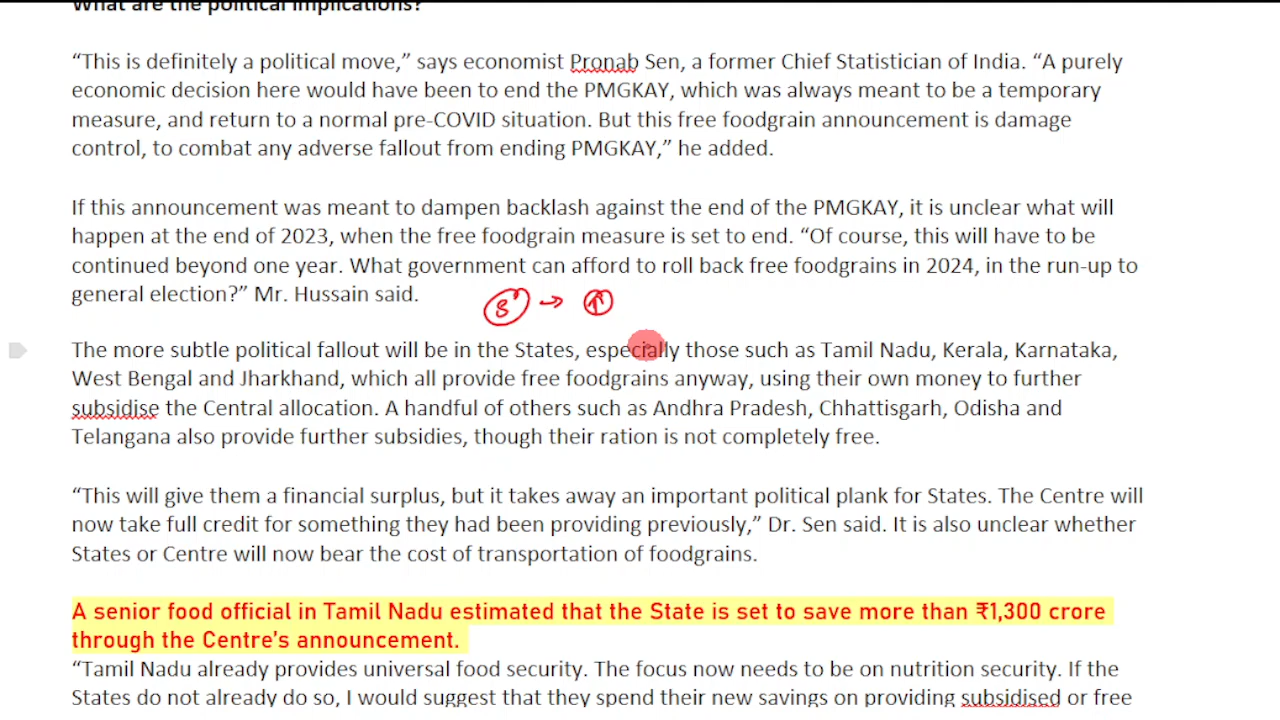 What are the political implications?
“This is definitely a political move,” says economist Pronab Sen, a former Chief Statistician of India. “A purely
economic decision here would have been to end the PMGKAY, which was always meant to be a temporary
measure, and return to a normal pre-COVID situation. But this free foodgrain announcement is damage
control, to combat any adverse fallout from ending PMGKAY,” he added.
If this announcement was meant to dampen backlash against the end of the PMGKAY, it is unclear what will
happen at the end of 2023, when the free foodgrain measure is set to end. “Of course, this will have to be
continued beyond one year. What government can afford to roll back free foodgrains in 2024, in the run-up to
general election?” Mr. Hussain said.
The more subtle political fallout will be in the States, especially those such as Tamil Nadu, Kerala, Karnataka,
West Bengal and Jharkhand, which all provide free foodgrains anyway, using their own money to further
subsidise the Central allocation. A handful of others such as Andhra Pradesh, Chhattisgarh, Odisha and
Telangana also provide further subsidies, though their ration is not completely free.
“This will give them a financial surplus, but it takes away an important political plank for States. The Centre will
now take full credit for something they had been providing previously,” Dr. Sen said. It is also unclear whether
States or Centre will now bear the cost of transportation of foodgrains.
A senior food official in Tamil Nadu estimated that the State is set to save more than ₹1,300 crore
through the Centre’s announcement.
“Tamil Nadu already provides universal food security. The focus now needs to be on nutrition security. If the
States do not already do so, I would suggest that they spend their new savings on providing subsidised or free